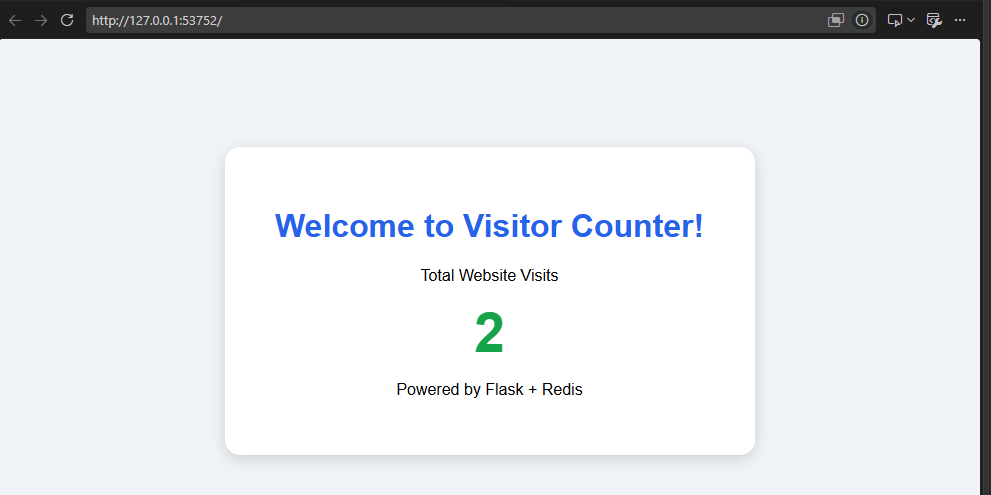 http://127.0.0.1:53752/
Welcome to Visitor Counter!
Total Website Visits
2
Powered by Flask + Redis